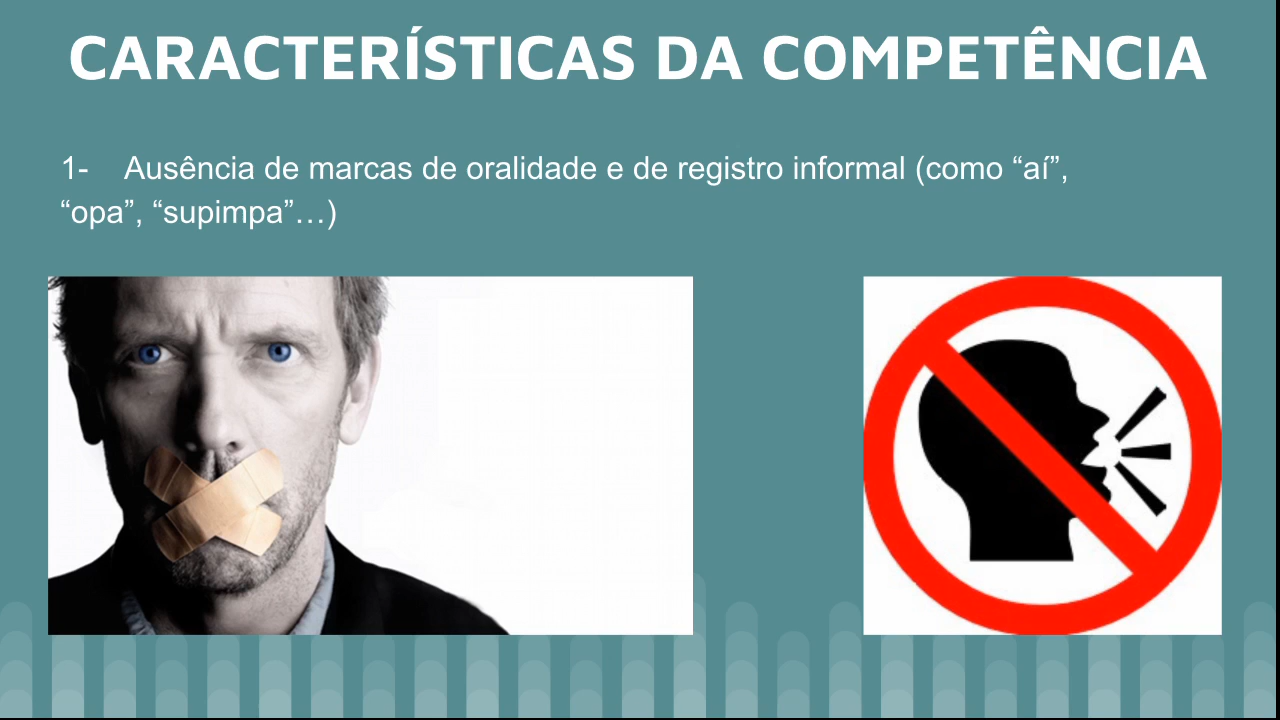 CARACTERÍSTICAS DA COMPETÊNCIA
1- Ausência de marcas de oralidade e de registro informal (como “aí”,
“opa”, “supimpa”…)